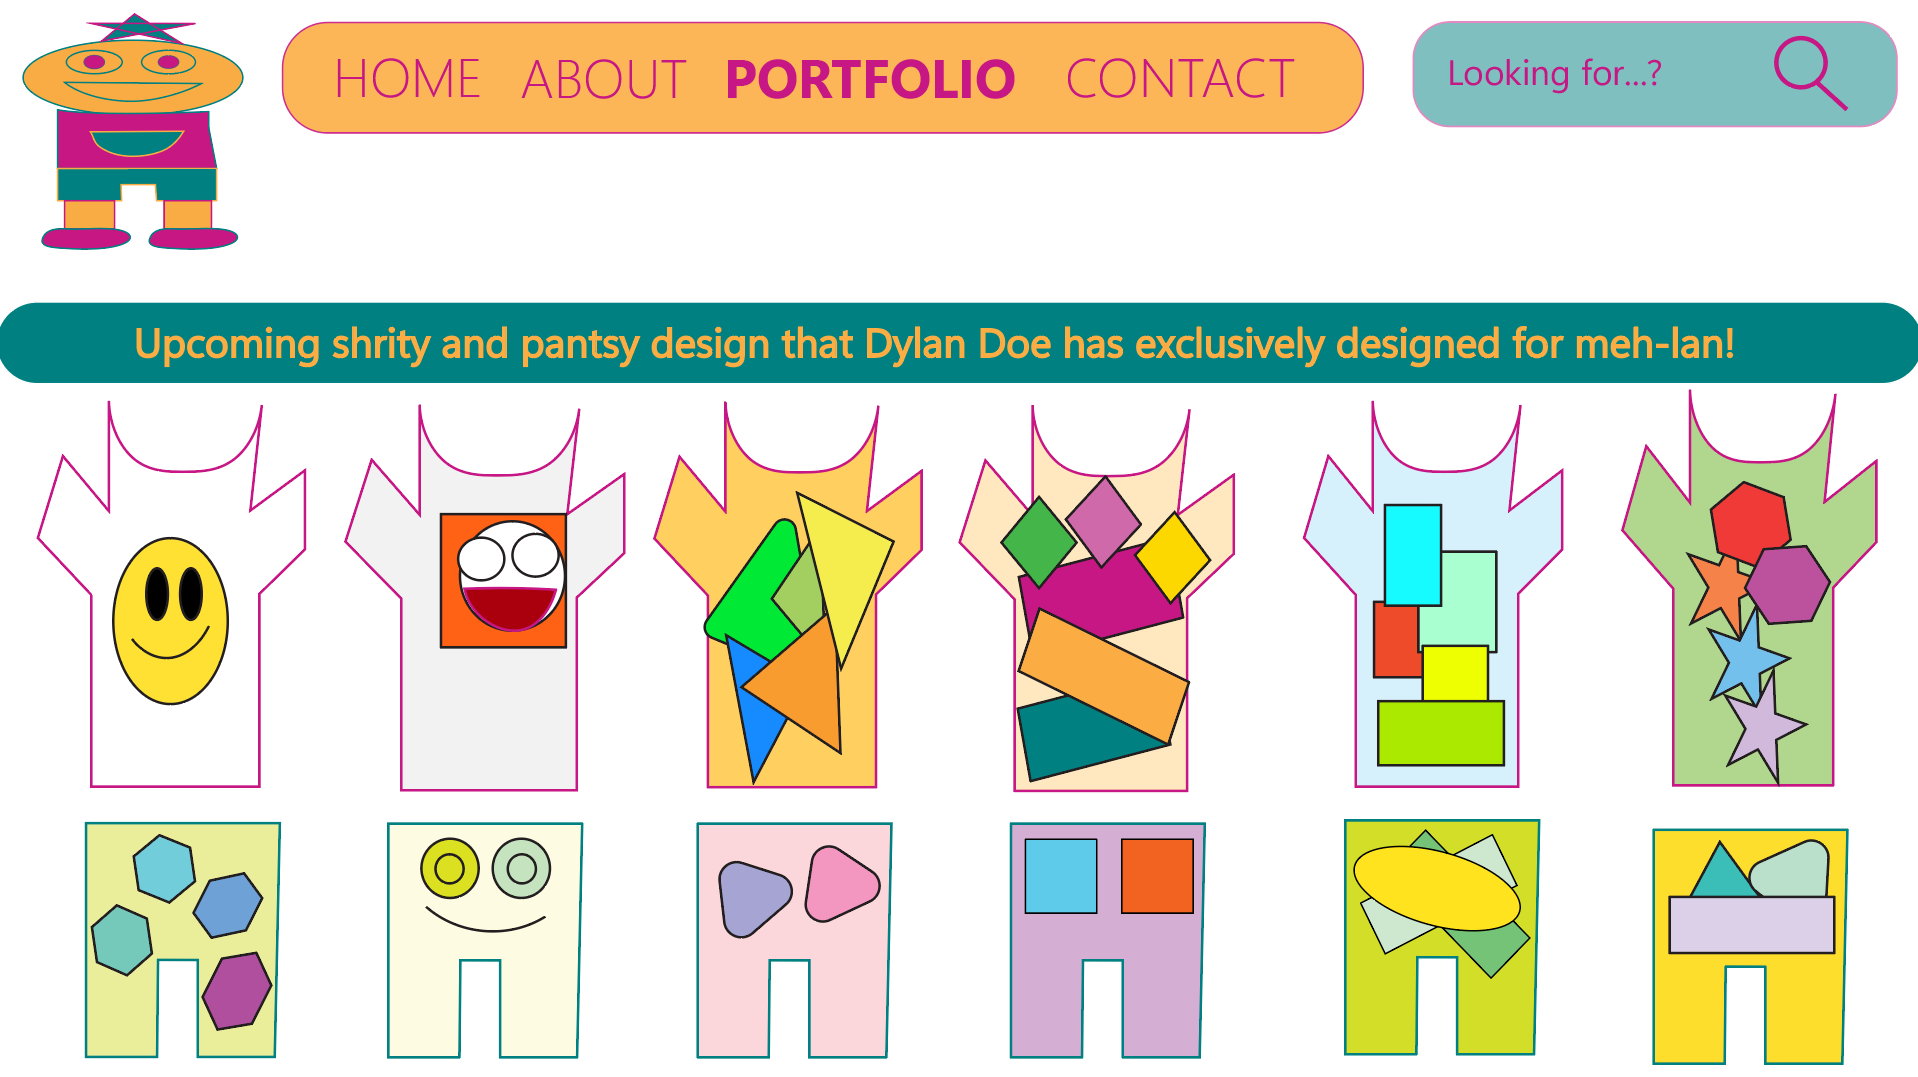 HOME ABOUT PORTFOLIO CONTACT
Looking for...?
Upcoming shrity and pantsy design that Dylan Doe has exclusively designed for meh-lan!